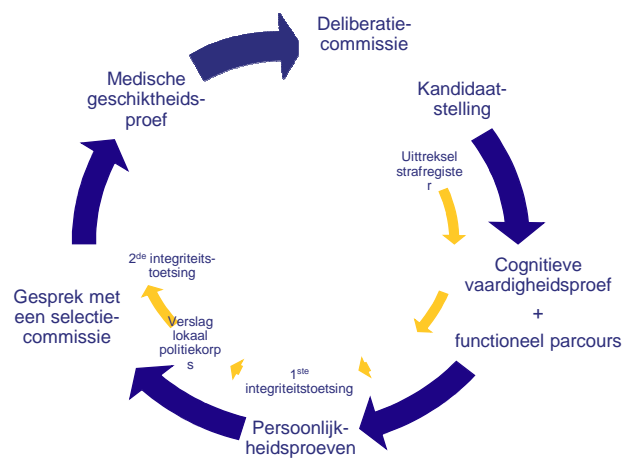 Deliberatie-
commissie
Kandidaat-
stelling
Uittreksel
strafregiste
r
Cognitieve
vaardigheidsproef
+
functioneel parcours
1ste
integriteitstoetsing
Persoonlijk-
heidsproeven
Verslag
lokaal
politiekorp
s
2de integriteits-
toetsing
Gesprek met
een selectie-
commissie
Medische
geschiktheids-
proef